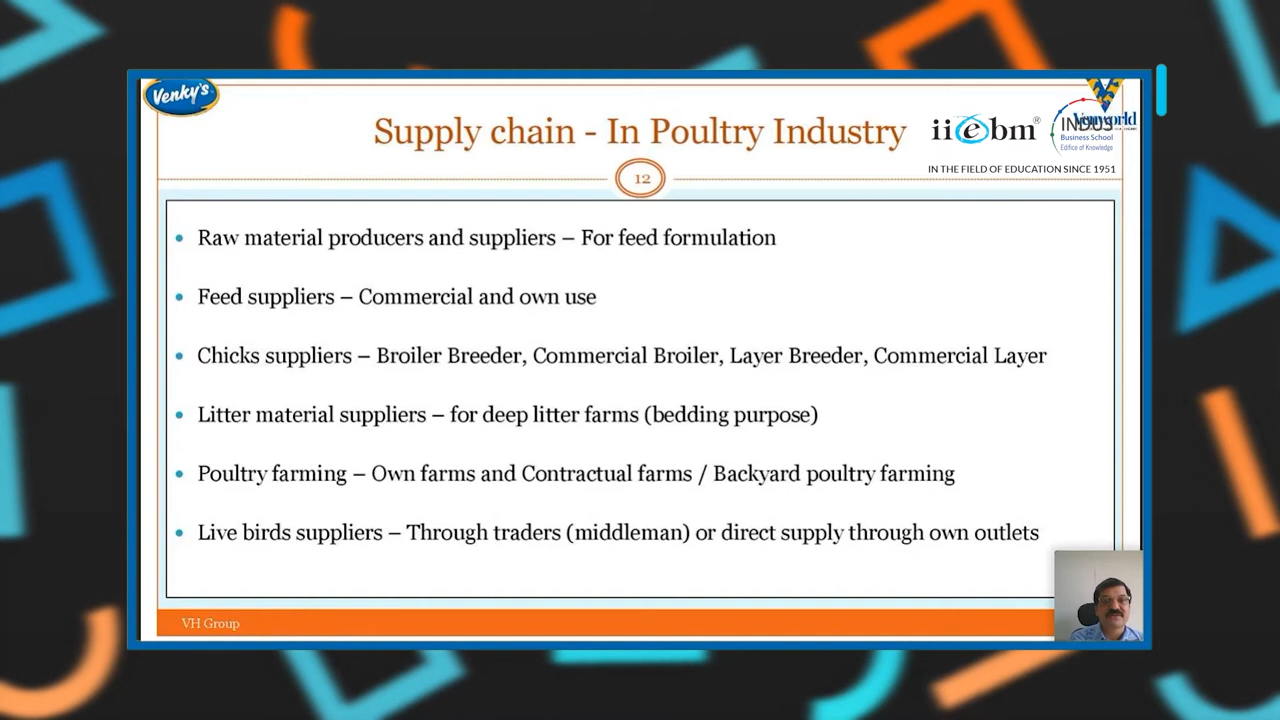 Venky's
Supply chain - In Poultry Industry
iiebm®
INDUS
Business School
Edifice of Knowledge
IN THE FIELD OF EDUCATION SINCE 1951
12
• Raw material producers and suppliers – For feed formulation
• Feed suppliers – Commercial and own use
• Chicks suppliers – Broiler Breeder, Commercial Broiler, Layer Breeder, Commercial Layer
• Litter material suppliers – for deep litter farms (bedding purpose)
• Poultry farming – Own farms and Contractual farms / Backyard poultry farming
• Live birds suppliers – Through traders (middleman) or direct supply through own outlets
VH Group